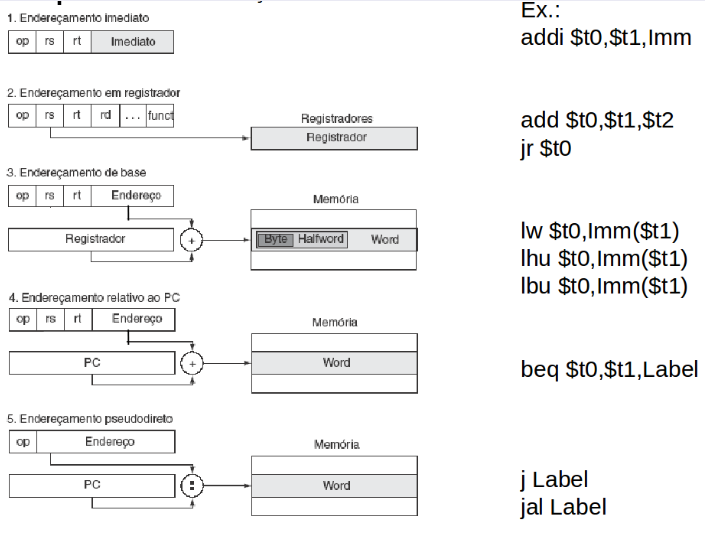 1. Endereçamento imediato
op rs rt Imediato
2. Endereçamento em registrador
op rs rt rd ... funct
Registradores
Registrador
3. Endereçamento de base
op rs rt Endereço
Registrador
+
Memória
Byte Halfword Word
4. Endereçamento relativo ao PC
op rs rt Endereço
PC
+
Memória
Word
5. Endereçamento pseudodireto
op Endereço
PC
:
Memória
Word
Ex.:
addi $t0,$t1,Imm
add $t0,$t1,$t2
jr $t0
lw $t0,Imm($t1)
lhu $t0,Imm($t1)
lbu $t0,Imm($t1)
beq $t0,$t1,Label
j Label
jal Label